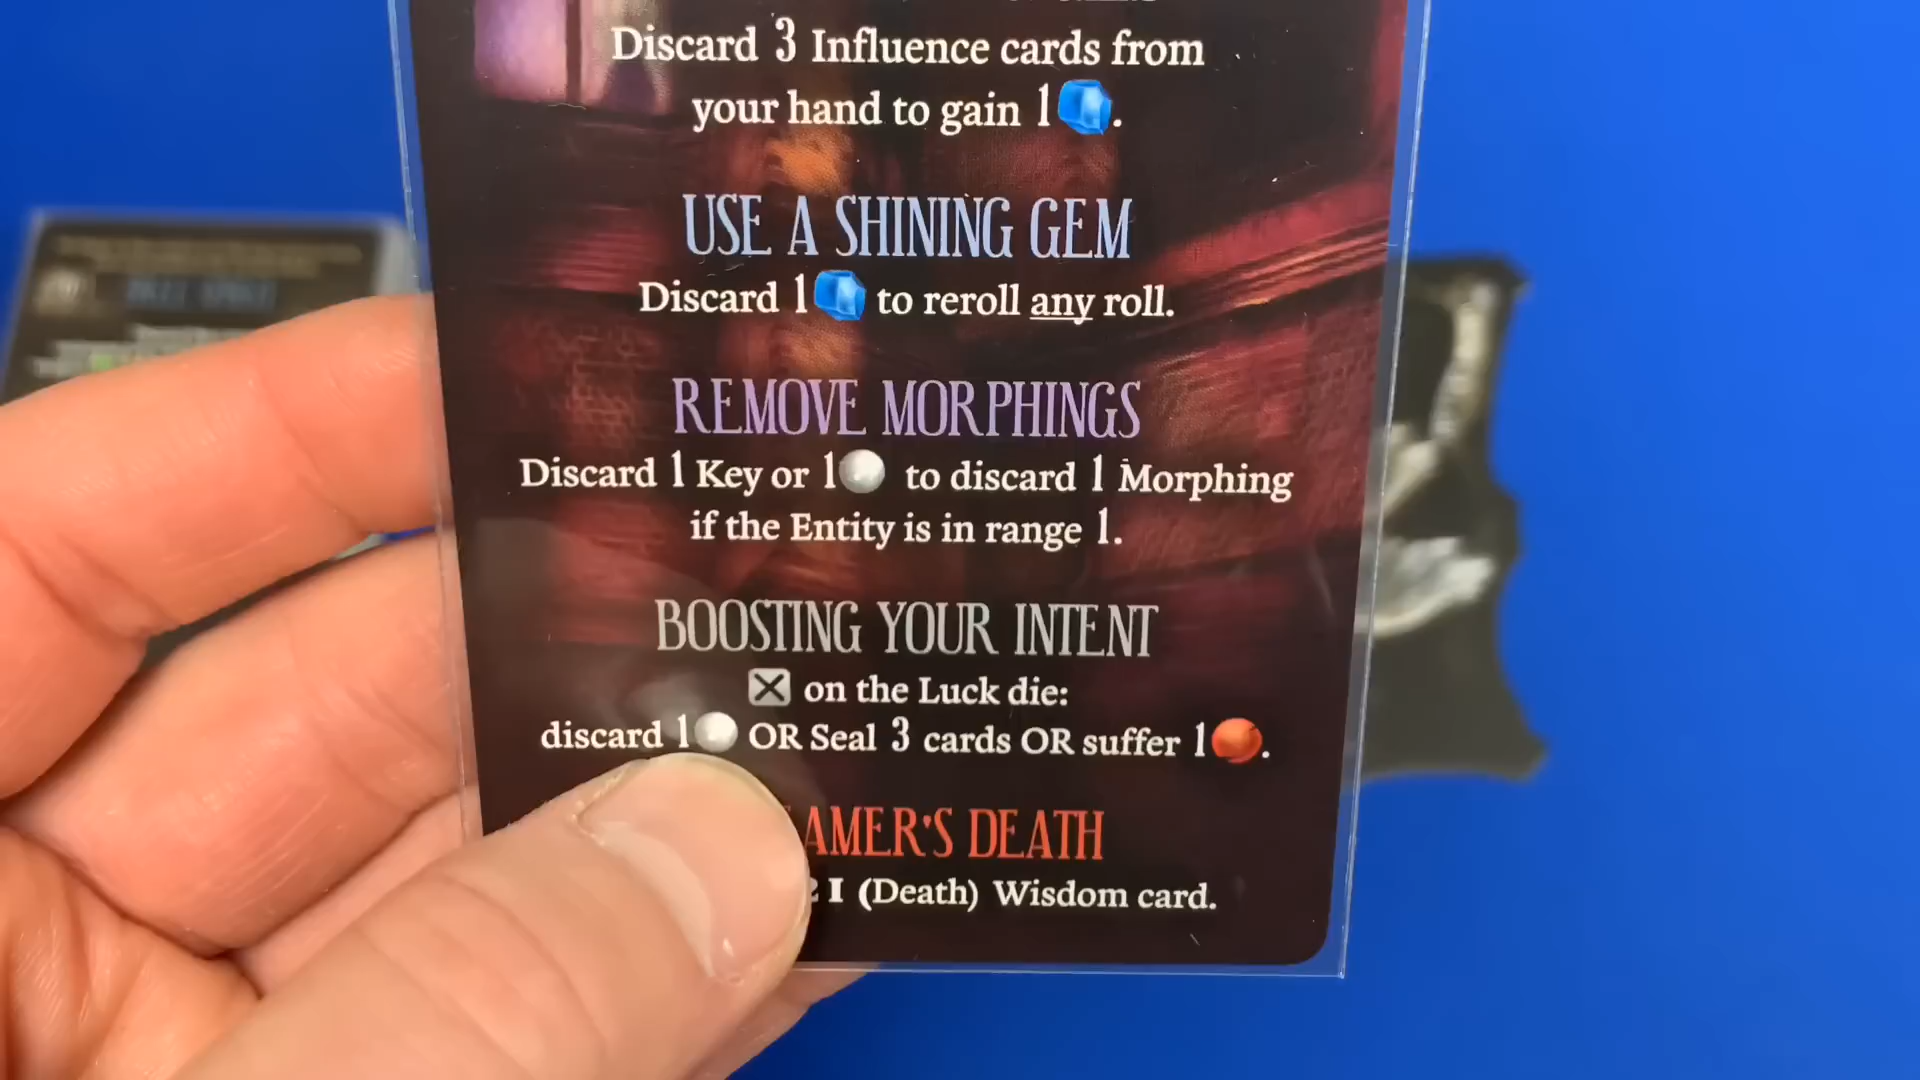 Discard 3 Influence cards from
your hand to gain 1.
USE A SHINING GEM
Discard 1 to reroll any roll.
REMOVE MORPHINGS
Discard 1 Key or 1 to discard 1 Morphing
if the Entity is in range 1.
BOOSTING YOUR INTENT
on the Luck die:
discard 1 OR Seal 3 cards OR suffer 1.
AMER'S DEATH
I (Death) Wisdom card.